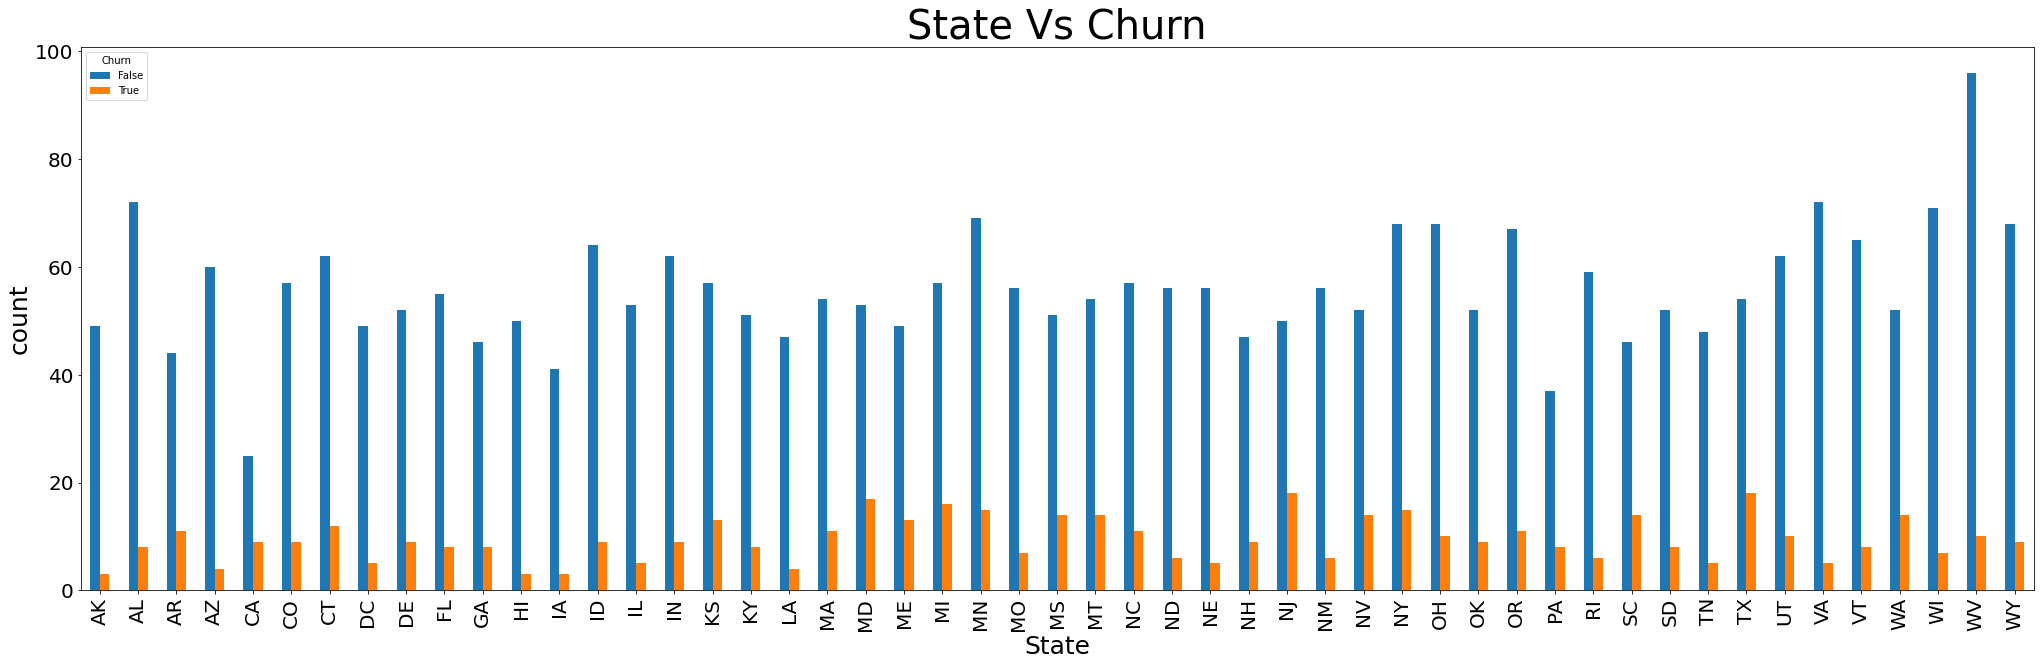 State Vs Churn
100
80
60
40
20
0
count
Churn
False
True
AK AL AR AZ CA CO CT DC DE FL GA HI IA ID IL IN KS KY LA MA MD ME MI MN MO MS MT NC ND NE NH NJ NM NV NY OH OK OR PA RI SC SD TN TX UT VA VT WA WI WV WY
State